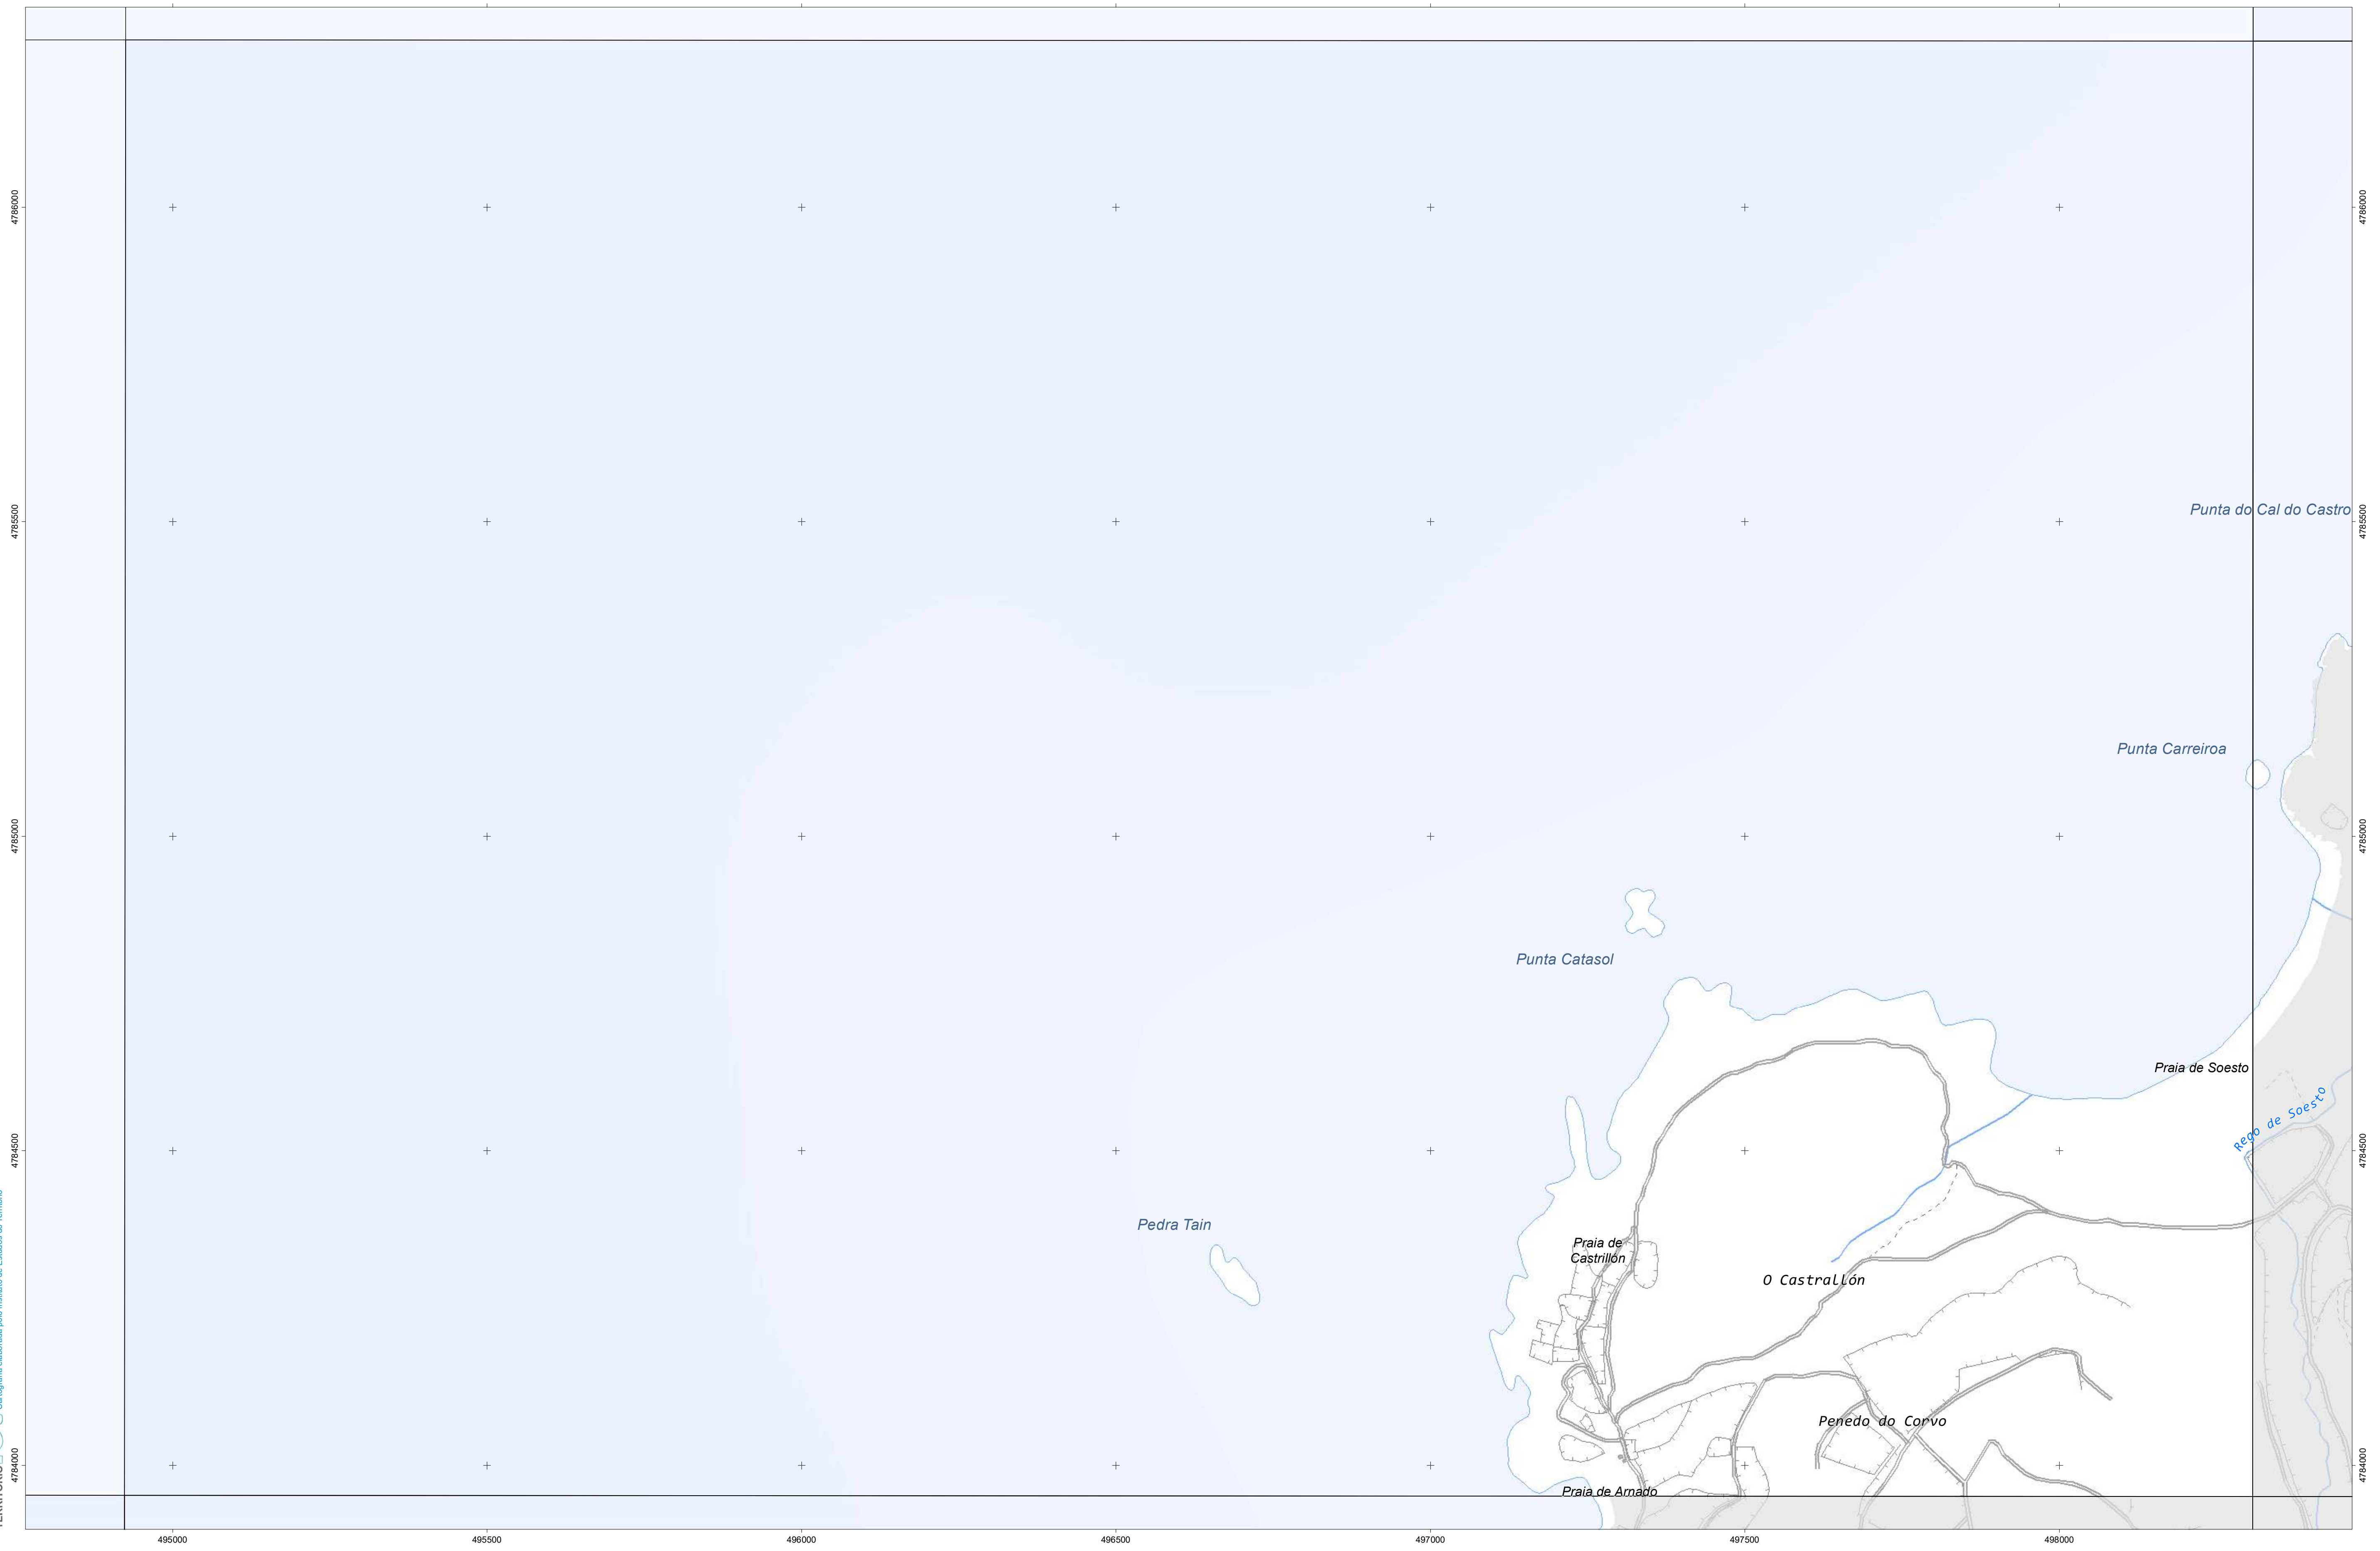 4786000
4786000
Punta do Cal do Castro
4785500
4785500
Punta Carreiroa
4785000
4785000
Punta Catasol
Praia de Soesto
Rego de Soesto
4784500
4784500
Pedra Tain
Praia de
Castrillón
O Castrallón
Penedo do Corvo
4784000
4784000
Praia de Arnado
495000
495500
496000
496500
497000
497500
498000